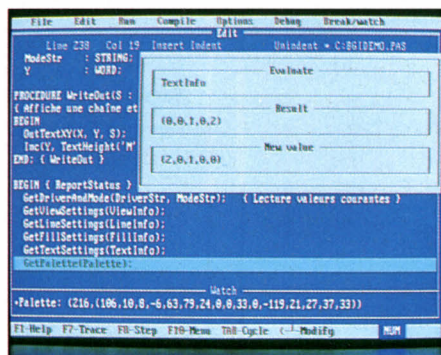 File Edit Run Compile Options Debug Break/watch
Edit
Line 238 Col 19 Insert Indent Unindent * C:BGIDEMO.PAS
ModeStr : STRING;
Y : WORD;
Evaluate
TextInfo
Result
(0,0,1,0,2)
New value
(2,0,1,0,0)
PROCEDURE WriteOut(S :
{ Affiche une chaîne et
BEGIN
OutTextXY(X, Y, S);
Inc(Y, TextHeight('M'
END; { WriteOut }
BEGIN { ReportStatus }
GetDriverAndMode(DriverStr, ModeStr); { Lecture valeurs courantes }
GetViewSettings(ViewInfo);
GetLineSettings(LineInfo);
GetFillSettings(FillInfo);
GetTextSettings(TextInfo);
GetPalette(Palette);
Watch
•Palette: (216,(106,10,8,-6,63,79,24,0,0,33,0,-119,21,27,37,33))
F1-Help F7-Trace F8-Step F10-Menu TAB-Cycle <─┘-Modify NUM